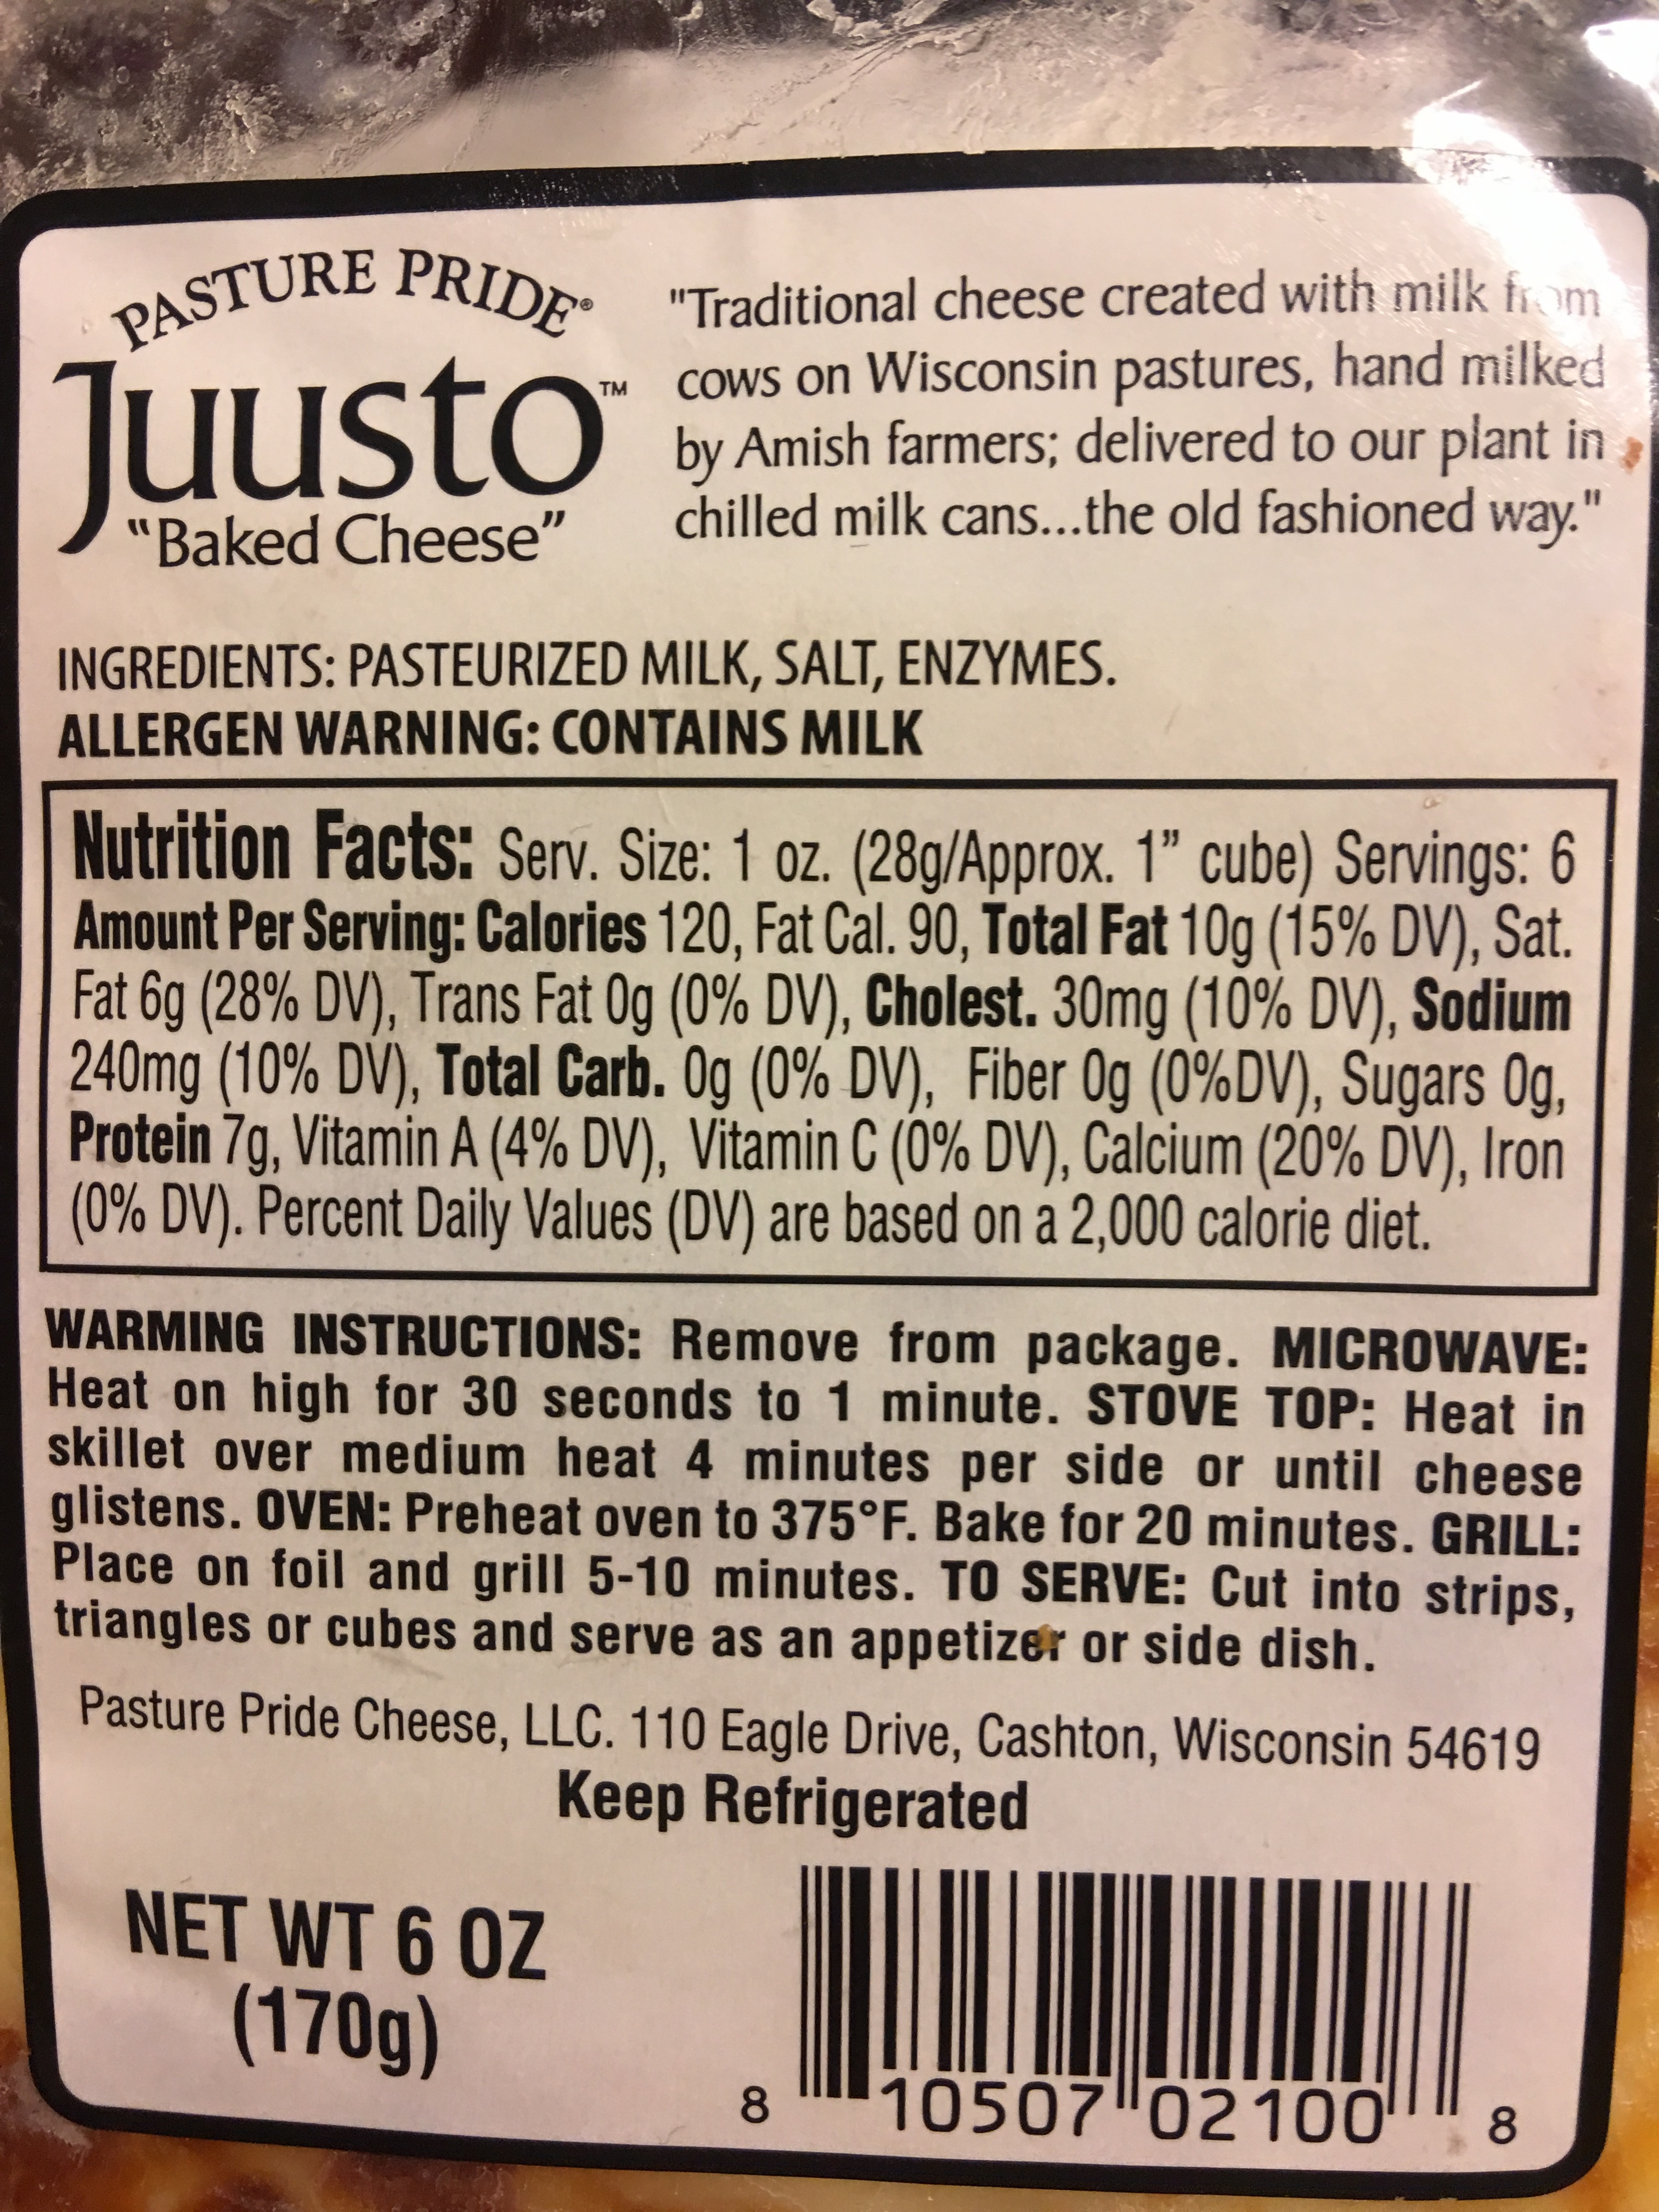 PASTURE PRIDE®
Juusto™
"Baked Cheese"
"Traditional cheese created with milk from
cows on Wisconsin pastures, hand milked
by Amish farmers; delivered to our plant in
chilled milk cans...the old fashioned way."
INGREDIENTS: PASTEURIZED MILK, SALT, ENZYMES.
ALLERGEN WARNING: CONTAINS MILK
Nutrition Facts: Serv. Size: 1 oz. (28g/Approx. 1" cube) Servings: 6
Amount Per Serving: Calories 120, Fat Cal. 90, Total Fat 10g (15% DV), Sat.
Fat 6g (28% DV), Trans Fat 0g (0% DV), Cholest. 30mg (10% DV), Sodium
240mg (10% DV), Total Carb. 0g (0% DV), Fiber 0g (0%DV), Sugars 0g,
Protein 7g, Vitamin A (4% DV), Vitamin C (0% DV), Calcium (20% DV), Iron
(0% DV). Percent Daily Values (DV) are based on a 2,000 calorie diet.
WARMING INSTRUCTIONS: Remove from package. MICROWAVE:
Heat on high for 30 seconds to 1 minute. STOVE TOP: Heat in
skillet over medium heat 4 minutes per side or until cheese
glistens. OVEN: Preheat oven to 375°F. Bake for 20 minutes. GRILL:
Place on foil and grill 5-10 minutes. TO SERVE: Cut into strips,
triangles or cubes and serve as an appetizer or side dish.
Pasture Pride Cheese, LLC. 110 Eagle Drive, Cashton, Wisconsin 54619
Keep Refrigerated
NET WT 6 OZ
(170g)
8 10507 02100 8